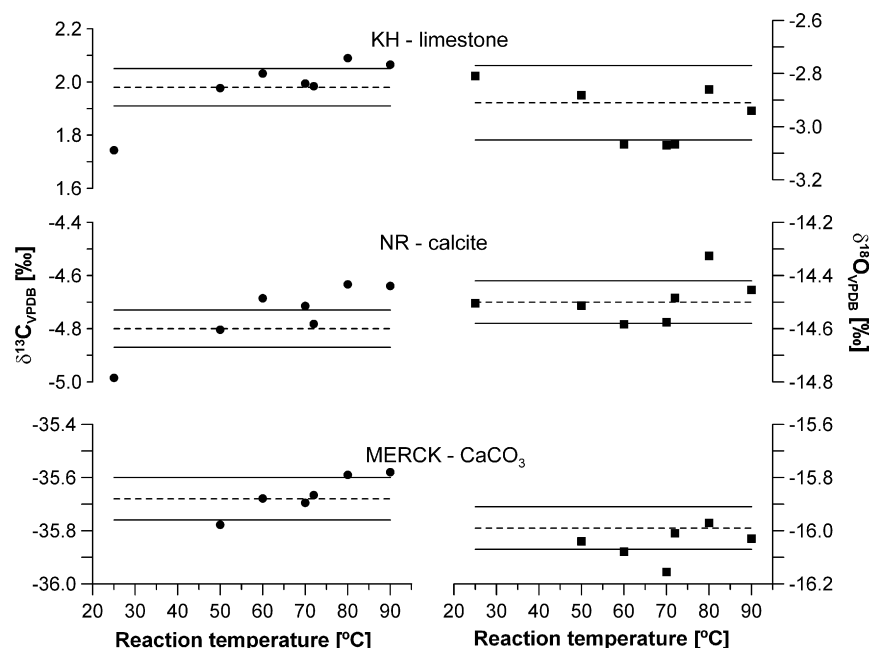 KH - limestone
2.2
2.0
1.8
1.6
-2.6
-2.8
-3.0
-3.2
NR - calcite
-4.4
-4.6
-4.8
-5.0
-14.2
-14.4
-14.6
-14.8
δ¹³C_VPDB [‰]
δ¹⁸O_VPDB [‰]
MERCK - CaCO₃
-35.4
-35.6
-35.8
-36.0
-15.6
-15.8
-16.0
-16.2
20 30 40 50 60 70 80 90
20 30 40 50 60 70 80 90
Reaction temperature [ºC]
Reaction temperature [ºC]